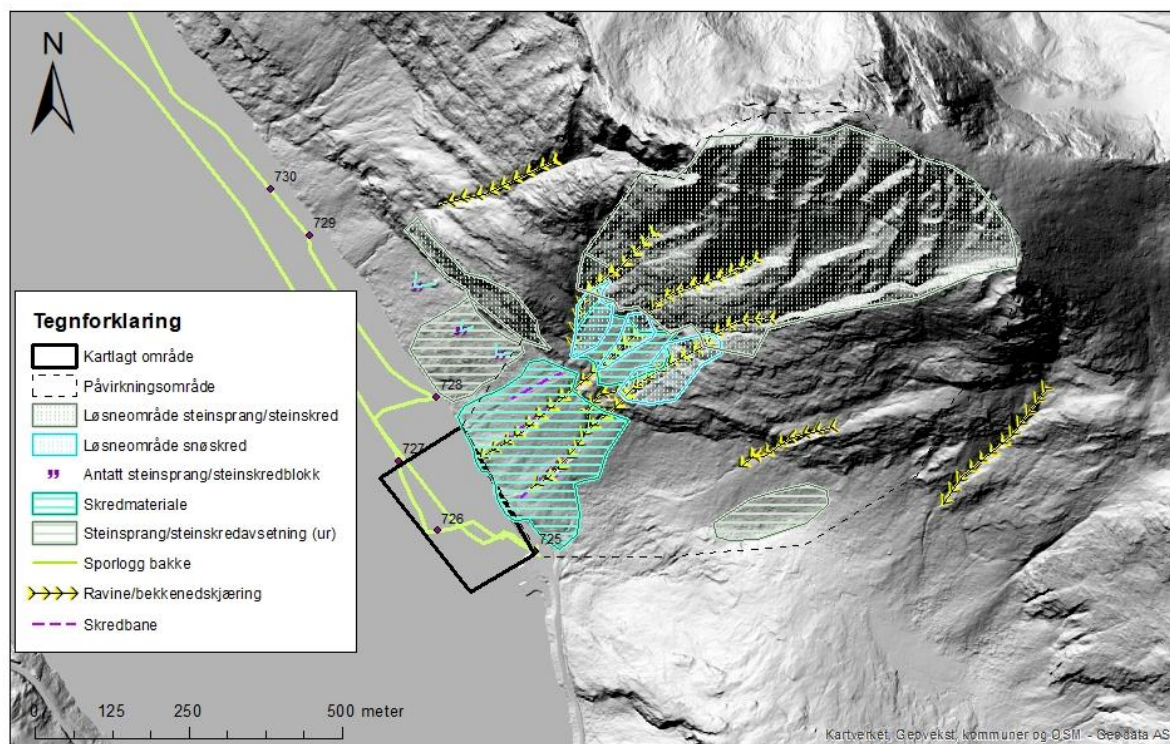 N
730
729
728
727
726
725
Tegnforklaring
Kartlagt område
Påvirkningsområde
Løsneområde steinsprang/steinskred
Løsneområde snøskred
Antatt steinsprang/steinskredblokk
Skredmateriale
Steinsprang/steinskredavsetning (ur)
Sporlogg bakke
Ravine/bekkenedskjæring
Skredbane
0 125 250 500 meter
Kartverket, Geovekst, kommuner og OSM - Geodata AS